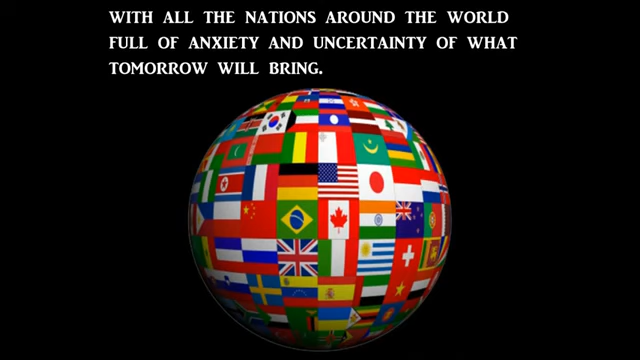 WITH ALL THE NATIONS AROUND THE WORLD
FULL OF ANXIETY AND UNCERTAINTY OF WHAT
TOMORROW WILL BRING.